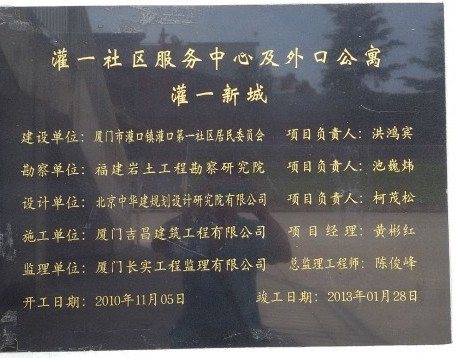 灌一社区服务中心及外口公寓
灌一新城
建设单位：厦门市灌口镇灌口第一社区居民委员会 项目负责人：洪鸿宾
勘察单位：福建岩土工程勘察研究院 项目负责人：池巍炜
设计单位：北京中华建规划设计研究院有限公司 项目负责人：柯茂松
施工单位：厦门吉昌建筑工程有限公司 项目经理：黄彬红
监理单位：厦门长实工程监理有限公司 总监理工程师：陈俊峰
开工日期：2010年11月05日 竣工日期：2013年01月28日